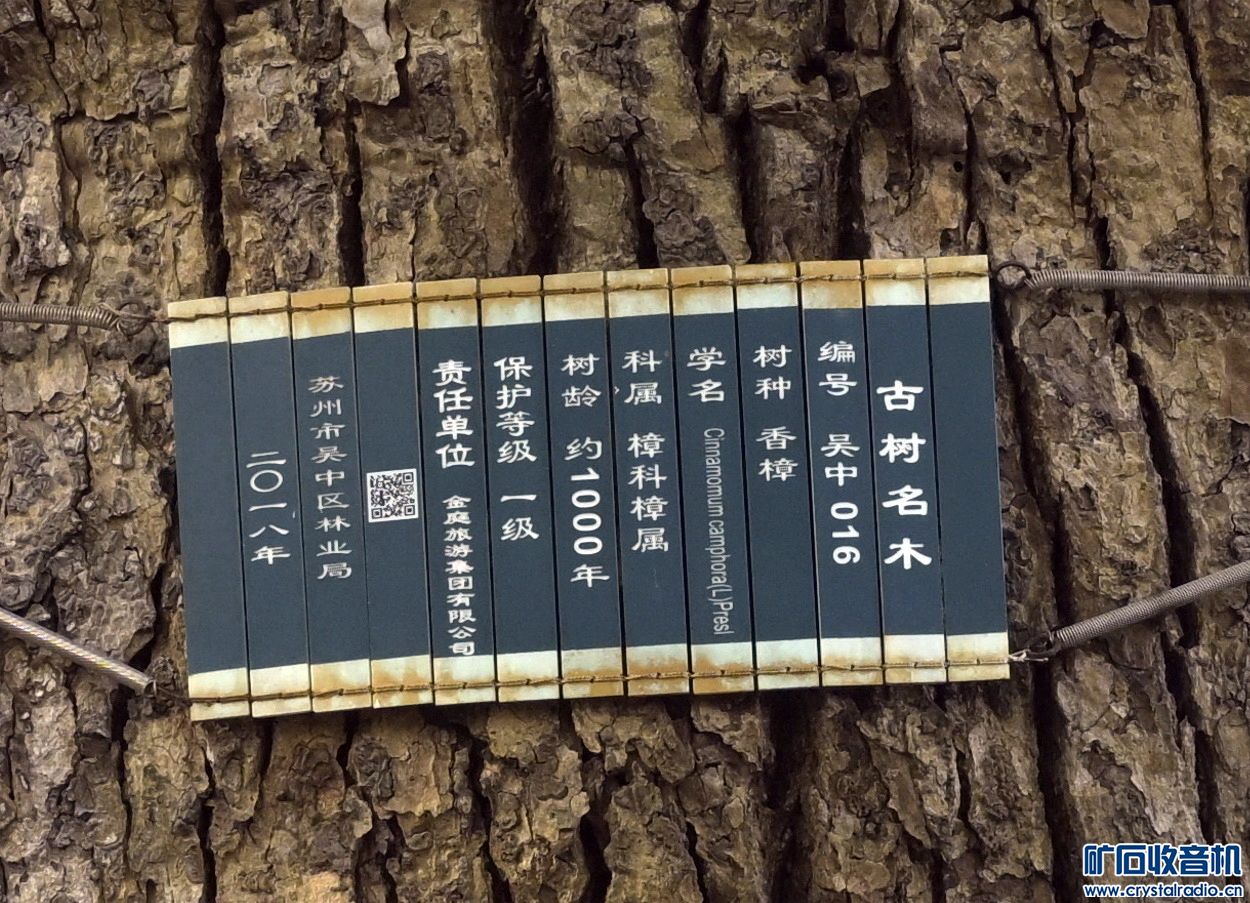 古树名木
编号 吴中 016
树种 香樟
学名 Cinnamomum camphora(L)Presl
科属 樟科樟属
树龄 约1000年
保护等级 一级
责任单位 金庭旅游集团有限公司
苏州市吴中区林业局
二〇一八年
矿石收音机
www.crystalradio.cn